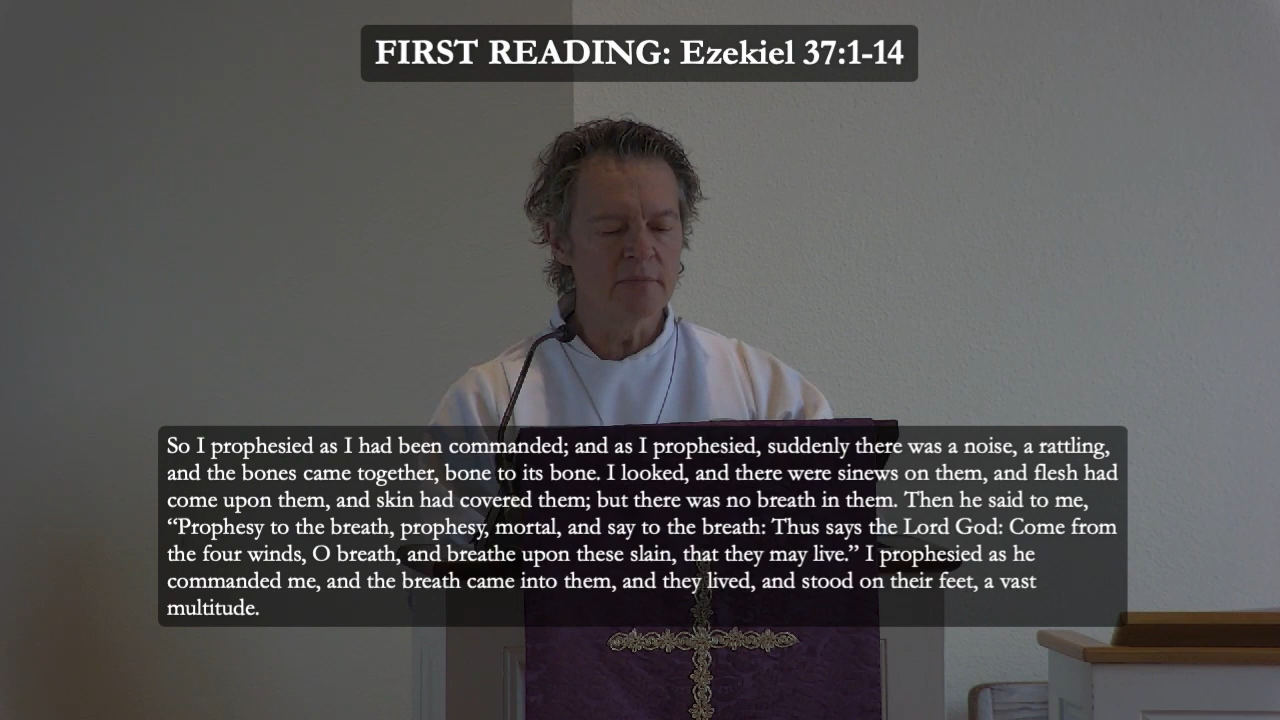 FIRST READING: Ezekiel 37:1-14
So I prophesied as I had been commanded; and as I prophesied, suddenly there was a noise, a rattling,
and the bones came together, bone to its bone. I looked, and there were sinews on them, and flesh had
come upon them, and skin had covered them; but there was no breath in them. Then he said to me,
“Prophesy to the breath, prophesy, mortal, and say to the breath: Thus says the Lord God: Come from
the four winds, O breath, and breathe upon these slain, that they may live.” I prophesied as he
commanded me, and the breath came into them, and they lived, and stood on their feet, a vast
multitude.